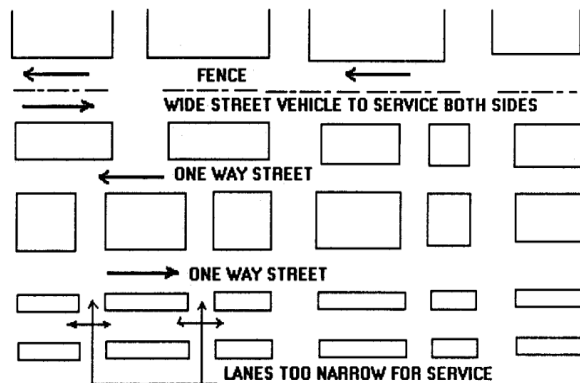 FENCE
WIDE STREET VEHICLE TO SERVICE BOTH SIDES
ONE WAY STREET
ONE WAY STREET
LANES TOO NARROW FOR SERVICE